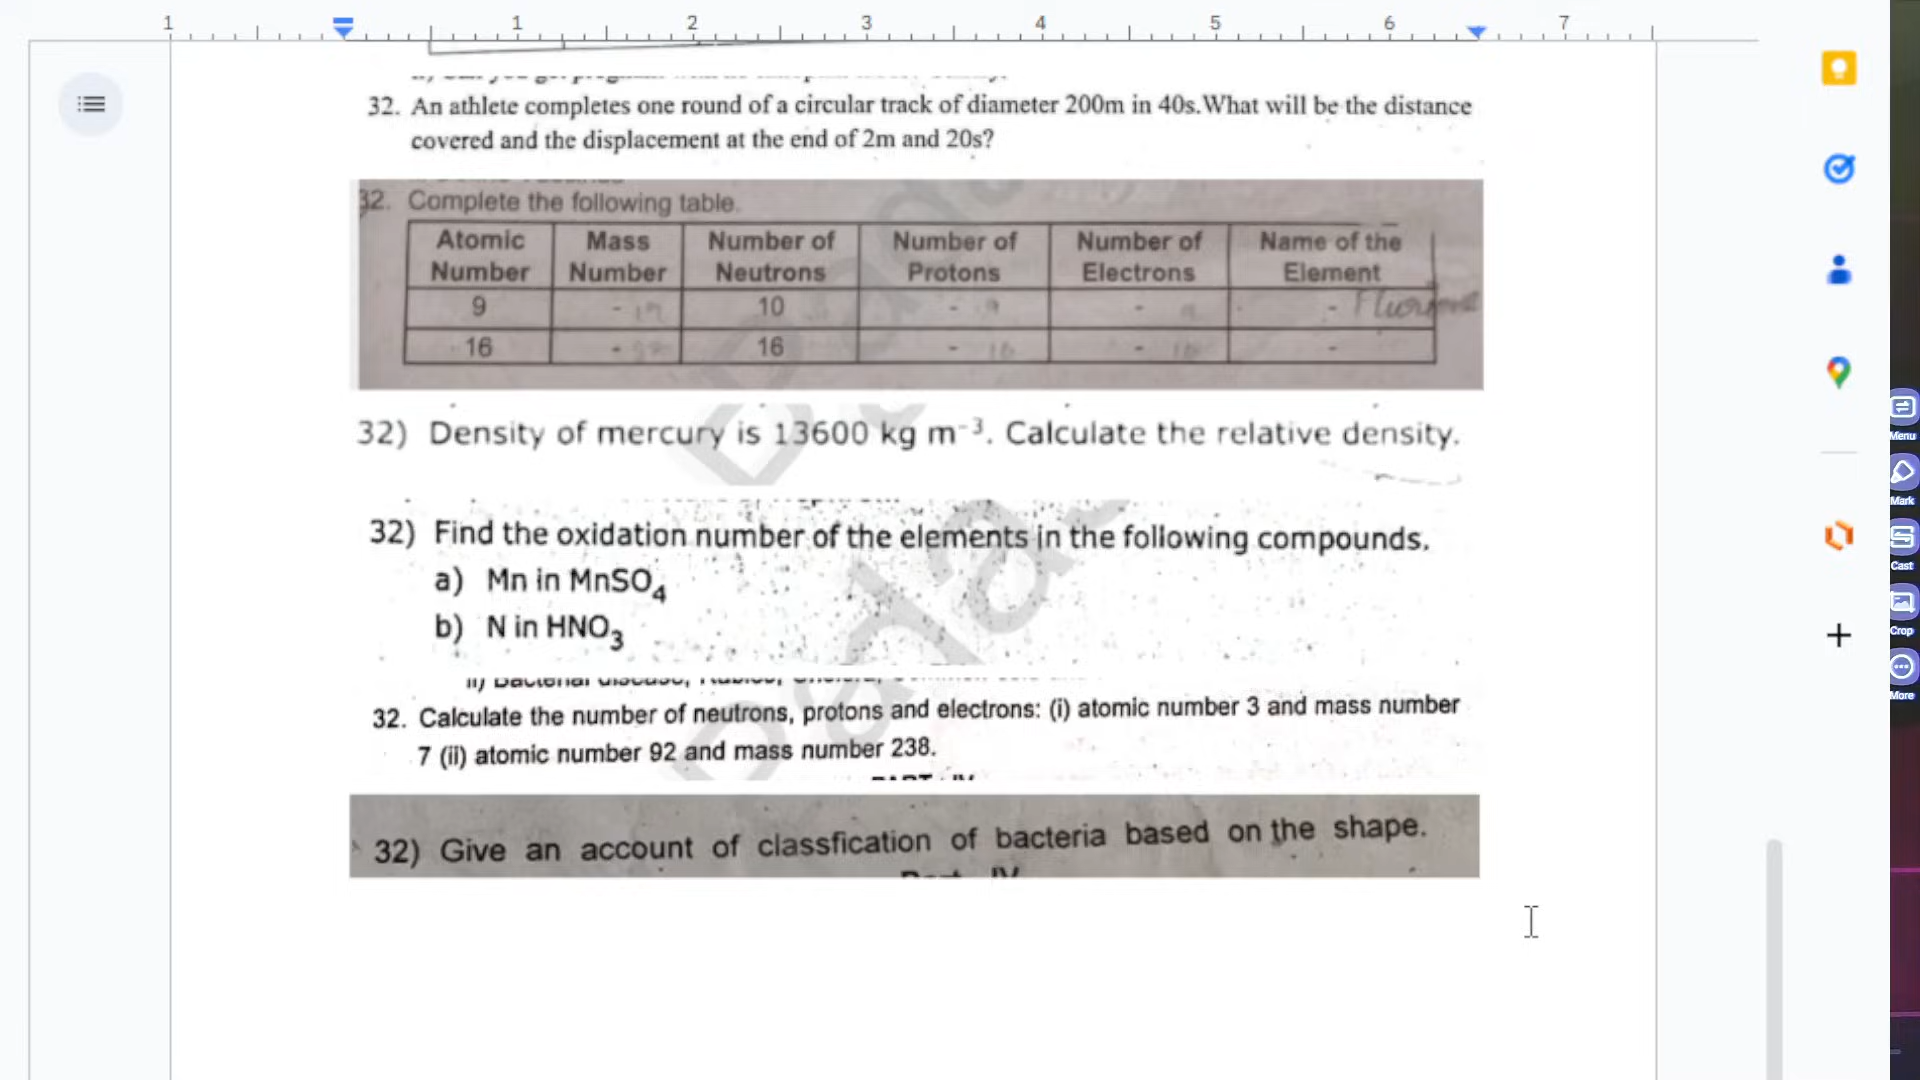 1 1 2 3 4 5 6 7
32. An athlete completes one round of a circular track of diameter 200m in 40s.What will be the distance
covered and the displacement at the end of 2m and 20s?
32. Complete the following table.
Atomic Number Mass Number Number of Neutrons Number of Protons Number of Electrons Name of the Element
9 - 19 10 - 9 - 9 -
16 - 16 - 16 - 16 -
32) Density of mercury is 13600 kg m⁻³. Calculate the relative density.
32) Find the oxidation number of the elements in the following compounds.
a) Mn in MnSO₄
b) N in HNO₃
32. Calculate the number of neutrons, protons and electrons: (i) atomic number 3 and mass number
7 (ii) atomic number 92 and mass number 238.
32) Give an account of classfication of bacteria based on the shape.
Menu
Mark
Cast
Crop
More